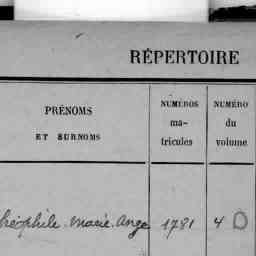 RÉPERTOIRE
PRÉNOMS
ET SURNOMS
NUMÉROS
ma-
tricules
NUMÉRO
du
volume
héophile Marie Ange 1781 4 D